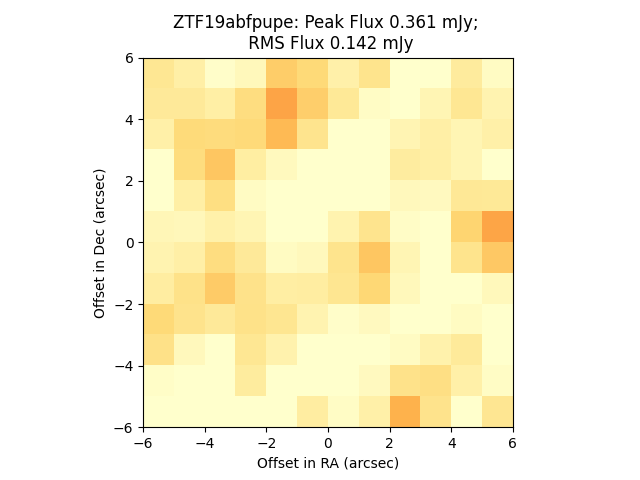 ZTF19abfpupe: Peak Flux 0.361 mJy;
RMS Flux 0.142 mJy
6
4
2
0
−2
−4
−6
Offset in Dec (arcsec)
−6 −4 −2 0 2 4 6
Offset in RA (arcsec)